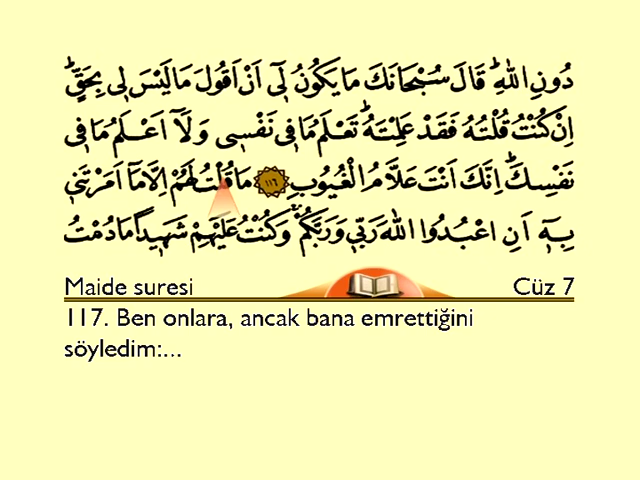 دُونِ اللّٰهِۜ قَالَ سُبْحَانَكَ مَا يَكُونُ لٖٓي اَنْ اَقُولَ مَا لَيْسَ لٖي بِحَقٍّۜ
اِنْ كُنْتُ قُلْتُهُ فَقَدْ عَلِمْتَهُۜ تَعْلَمُ مَا فٖي نَفْسٖي وَلَٓا اَعْلَمُ مَا فٖي
نَفْسِكَۜ اِنَّكَ اَنْتَ عَلَّامُ الْغُيُوبِ ١١٦ مَا قُلْتُ لَهُمْ اِلَّا مَٓا اَمَرْتَنٖي
بِهٖٓ اَنِ اعْبُدُوا اللّٰهَ رَبّٖي وَرَبَّكُمْۚ وَكُنْتُ عَلَيْهِمْ شَهٖيداً مَا دُمْتُ
Maide suresi Cüz 7
117. Ben onlara, ancak bana emrettiğini
söyledim:...